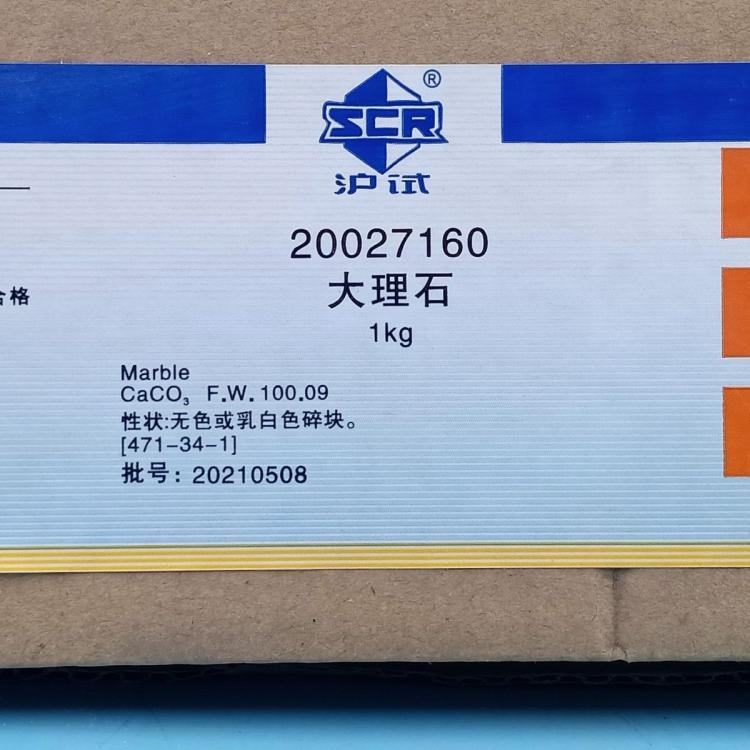 ®
SCR
沪试
20027160
大理石
1kg
合格
Marble
CaCO₃ F.W. 100.09
性状:无色或乳白色碎块。
[471-34-1]
批号: 20210508